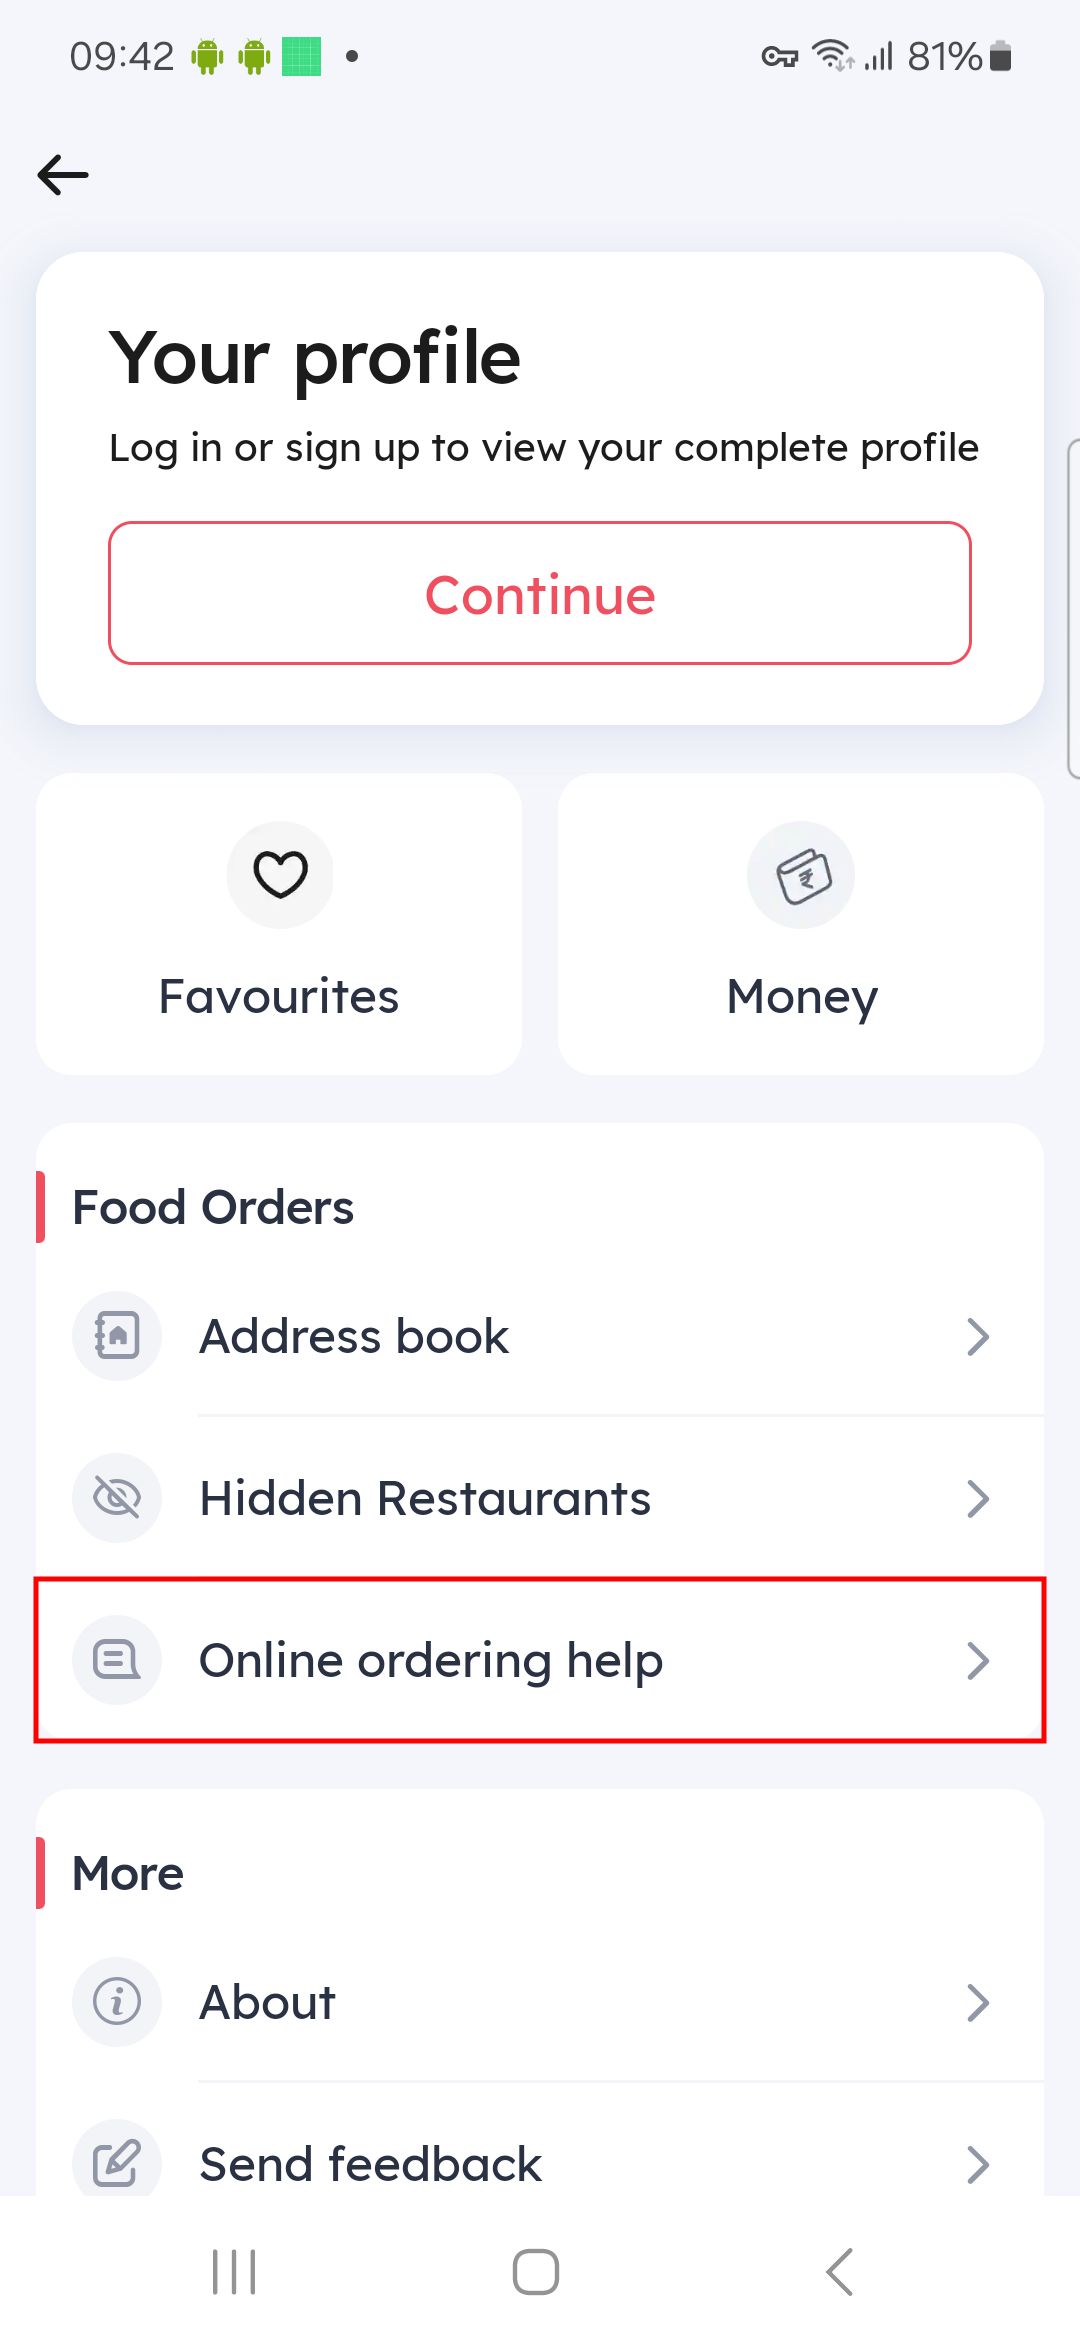 09:42
81%
Your profile
Log in or sign up to view your complete profile
Continue
Favourites
Money
Food Orders
Address book
Hidden Restaurants
Online ordering help
More
About
Send feedback